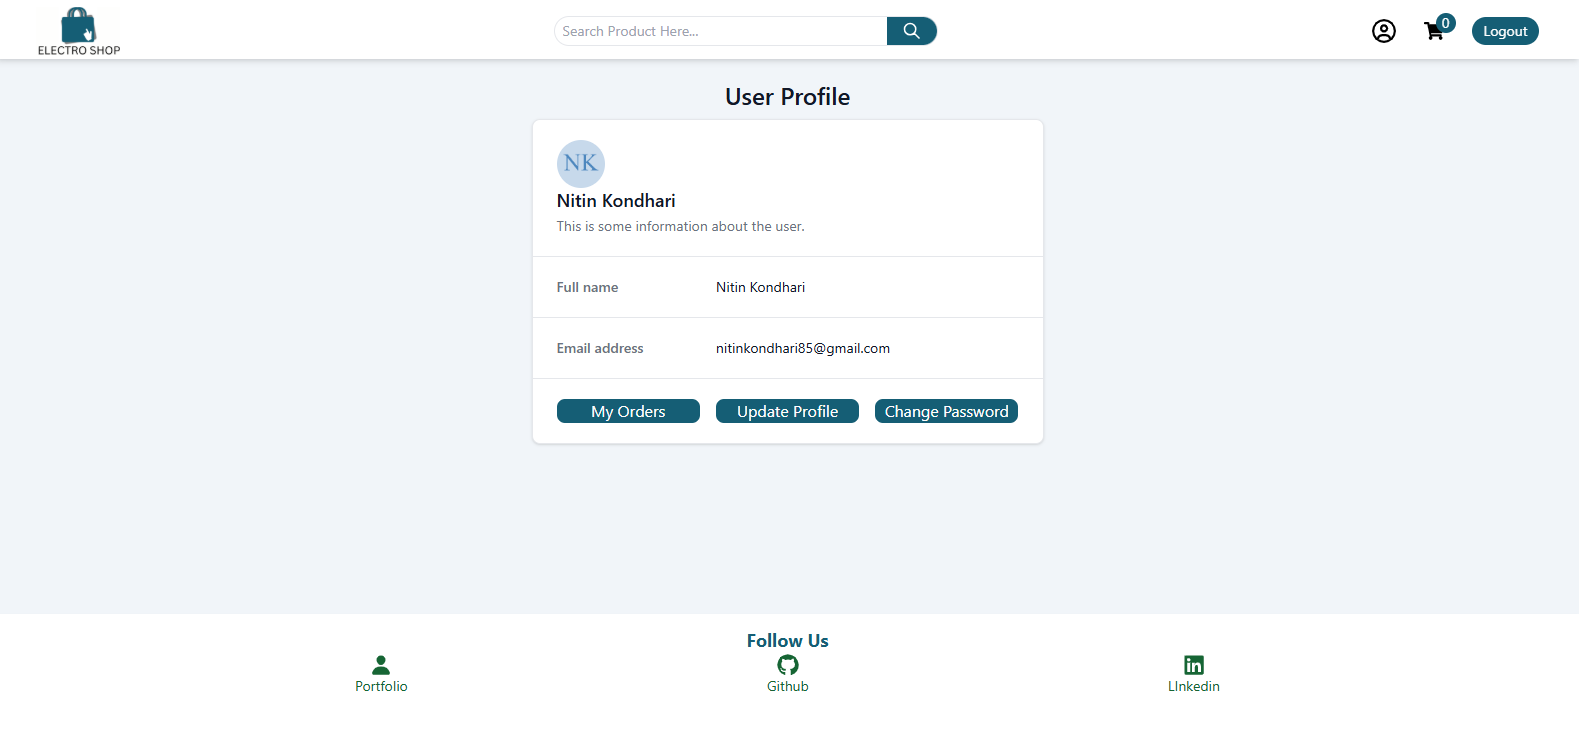 ELECTRO SHOP
Search Product Here...
0
Logout
User Profile
NK
Nitin Kondhari
This is some information about the user.
Full name Nitin Kondhari
Email address nitinkondhari85@gmail.com
My Orders Update Profile Change Password
Follow Us
Portfolio Github LInkedin